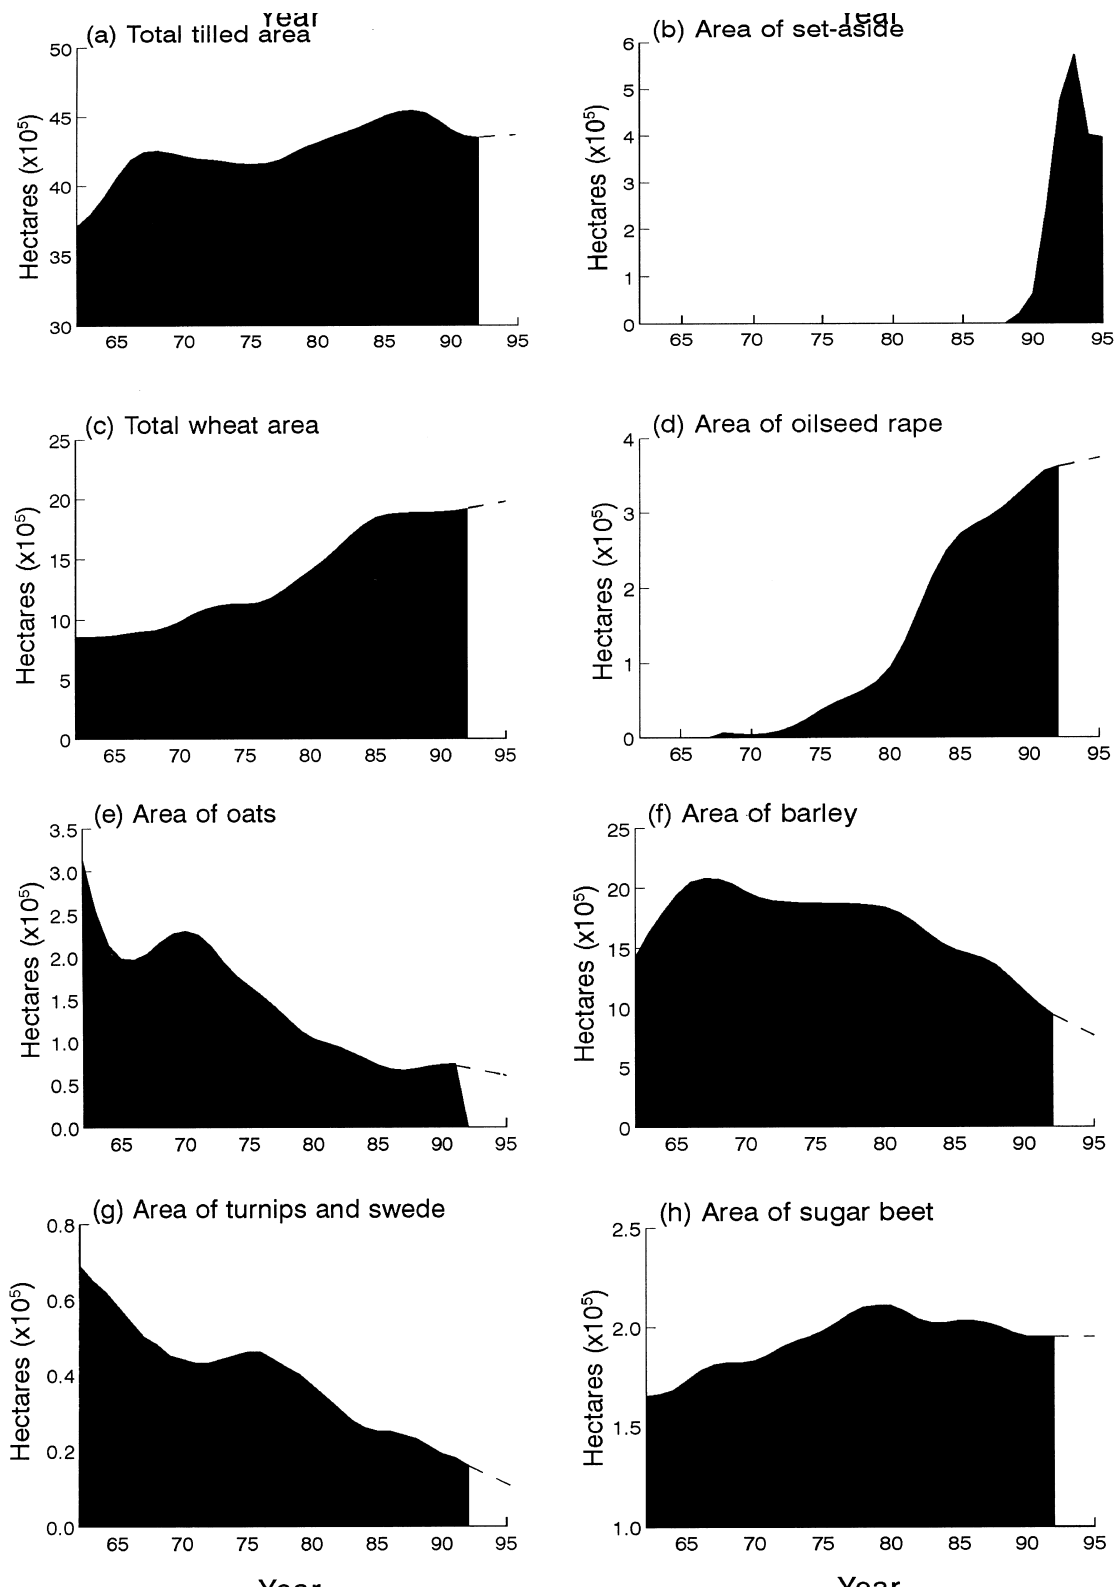 Year
Year
(a) Total tilled area
(b) Area of set-aside
Hectares (x10⁵)
50
45
40
35
30
65 70 75 80 85 90 95
Hectares (x10⁵)
6
5
4
3
2
1
0
65 70 75 80 85 90 95
(c) Total wheat area
Hectares (x10⁵)
25
20
15
10
5
0
65 70 75 80 85 90 95
(d) Area of oilseed rape
Hectares (x10⁵)
4
3
2
1
0
65 70 75 80 85 90 95
(e) Area of oats
Hectares (x10⁵)
3.5
3.0
2.5
2.0
1.5
1.0
0.5
0.0
65 70 75 80 85 90 95
(f) Area of barley
Hectares (x10⁵)
25
20
15
10
5
0
65 70 75 80 85 90 95
(g) Area of turnips and swede
Hectares (x10⁵)
0.8
0.6
0.4
0.2
0.0
65 70 75 80 85 90 95
(h) Area of sugar beet
Hectares (x10⁵)
2.5
2.0
1.5
1.0
65 70 75 80 85 90 95
Year
Year